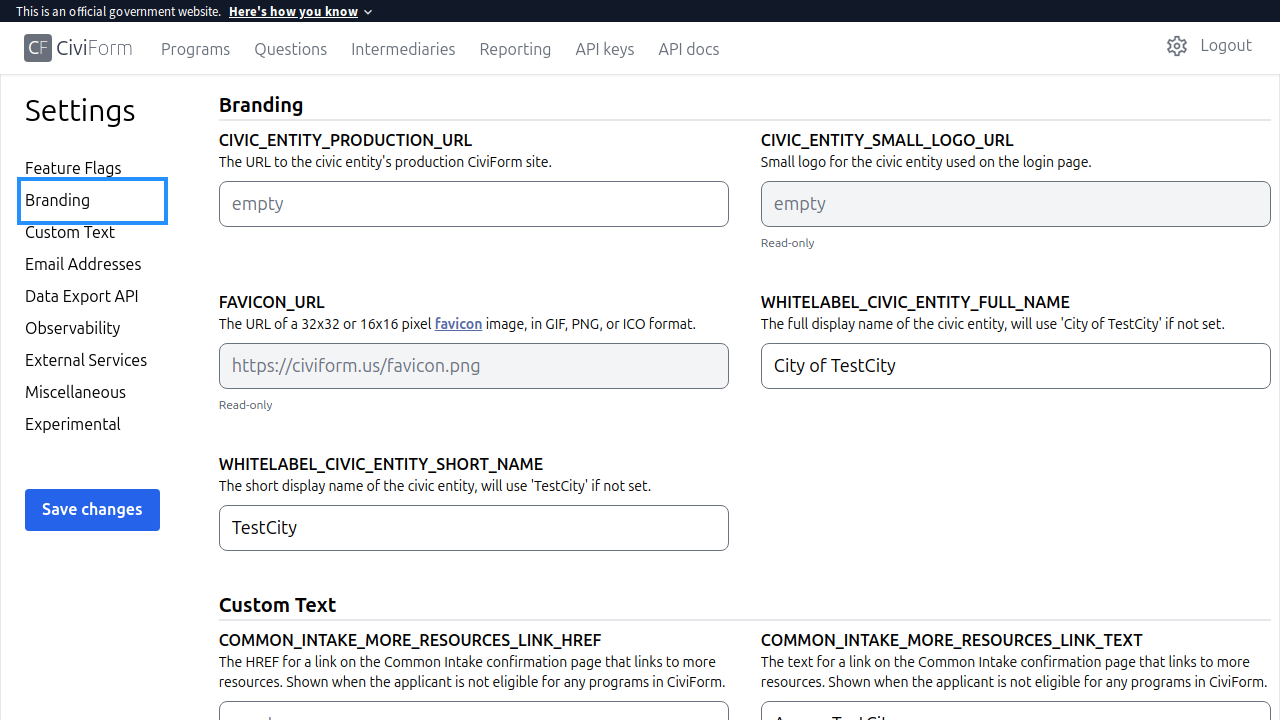 This is an official government website. Here's how you know
CF CiviForm Programs Questions Intermediaries Reporting API keys API docs Logout
Settings
Feature Flags
Branding
Custom Text
Email Addresses
Data Export API
Observability
External Services
Miscellaneous
Experimental
Save changes
Branding
CIVIC_ENTITY_PRODUCTION_URL
The URL to the civic entity's production CiviForm site.
empty
CIVIC_ENTITY_SMALL_LOGO_URL
Small logo for the civic entity used on the login page.
empty
Read-only
FAVICON_URL
The URL of a 32x32 or 16x16 pixel favicon image, in GIF, PNG, or ICO format.
https://civiform.us/favicon.png
Read-only
WHITELABEL_CIVIC_ENTITY_FULL_NAME
The full display name of the civic entity, will use 'City of TestCity' if not set.
City of TestCity
WHITELABEL_CIVIC_ENTITY_SHORT_NAME
The short display name of the civic entity, will use 'TestCity' if not set.
TestCity
Custom Text
COMMON_INTAKE_MORE_RESOURCES_LINK_HREF
The HREF for a link on the Common Intake confirmation page that links to more
resources. Shown when the applicant is not eligible for any programs in CiviForm.
COMMON_INTAKE_MORE_RESOURCES_LINK_TEXT
The text for a link on the Common Intake confirmation page that links to more
resources. Shown when the applicant is not eligible for any programs in CiviForm.